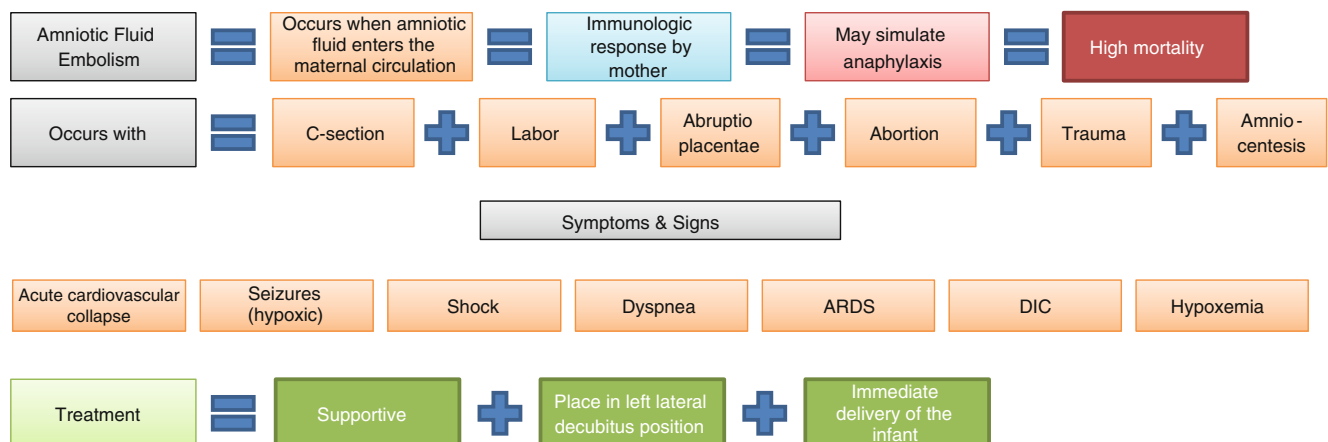 Amniotic Fluid
Embolism
Occurs when amniotic
fluid enters the
maternal circulation
Immunologic
response by
mother
May simulate
anaphylaxis
High mortality
Occurs with
C-section
Labor
Abruptio
placentae
Abortion
Trauma
Amnio-
centesis
Symptoms & Signs
Acute cardiovascular
collapse
Seizures
(hypoxic)
Shock
Dyspnea
ARDS
DIC
Hypoxemia
Treatment
Supportive
Place in left lateral
decubitus position
Immediate
delivery of the
infant